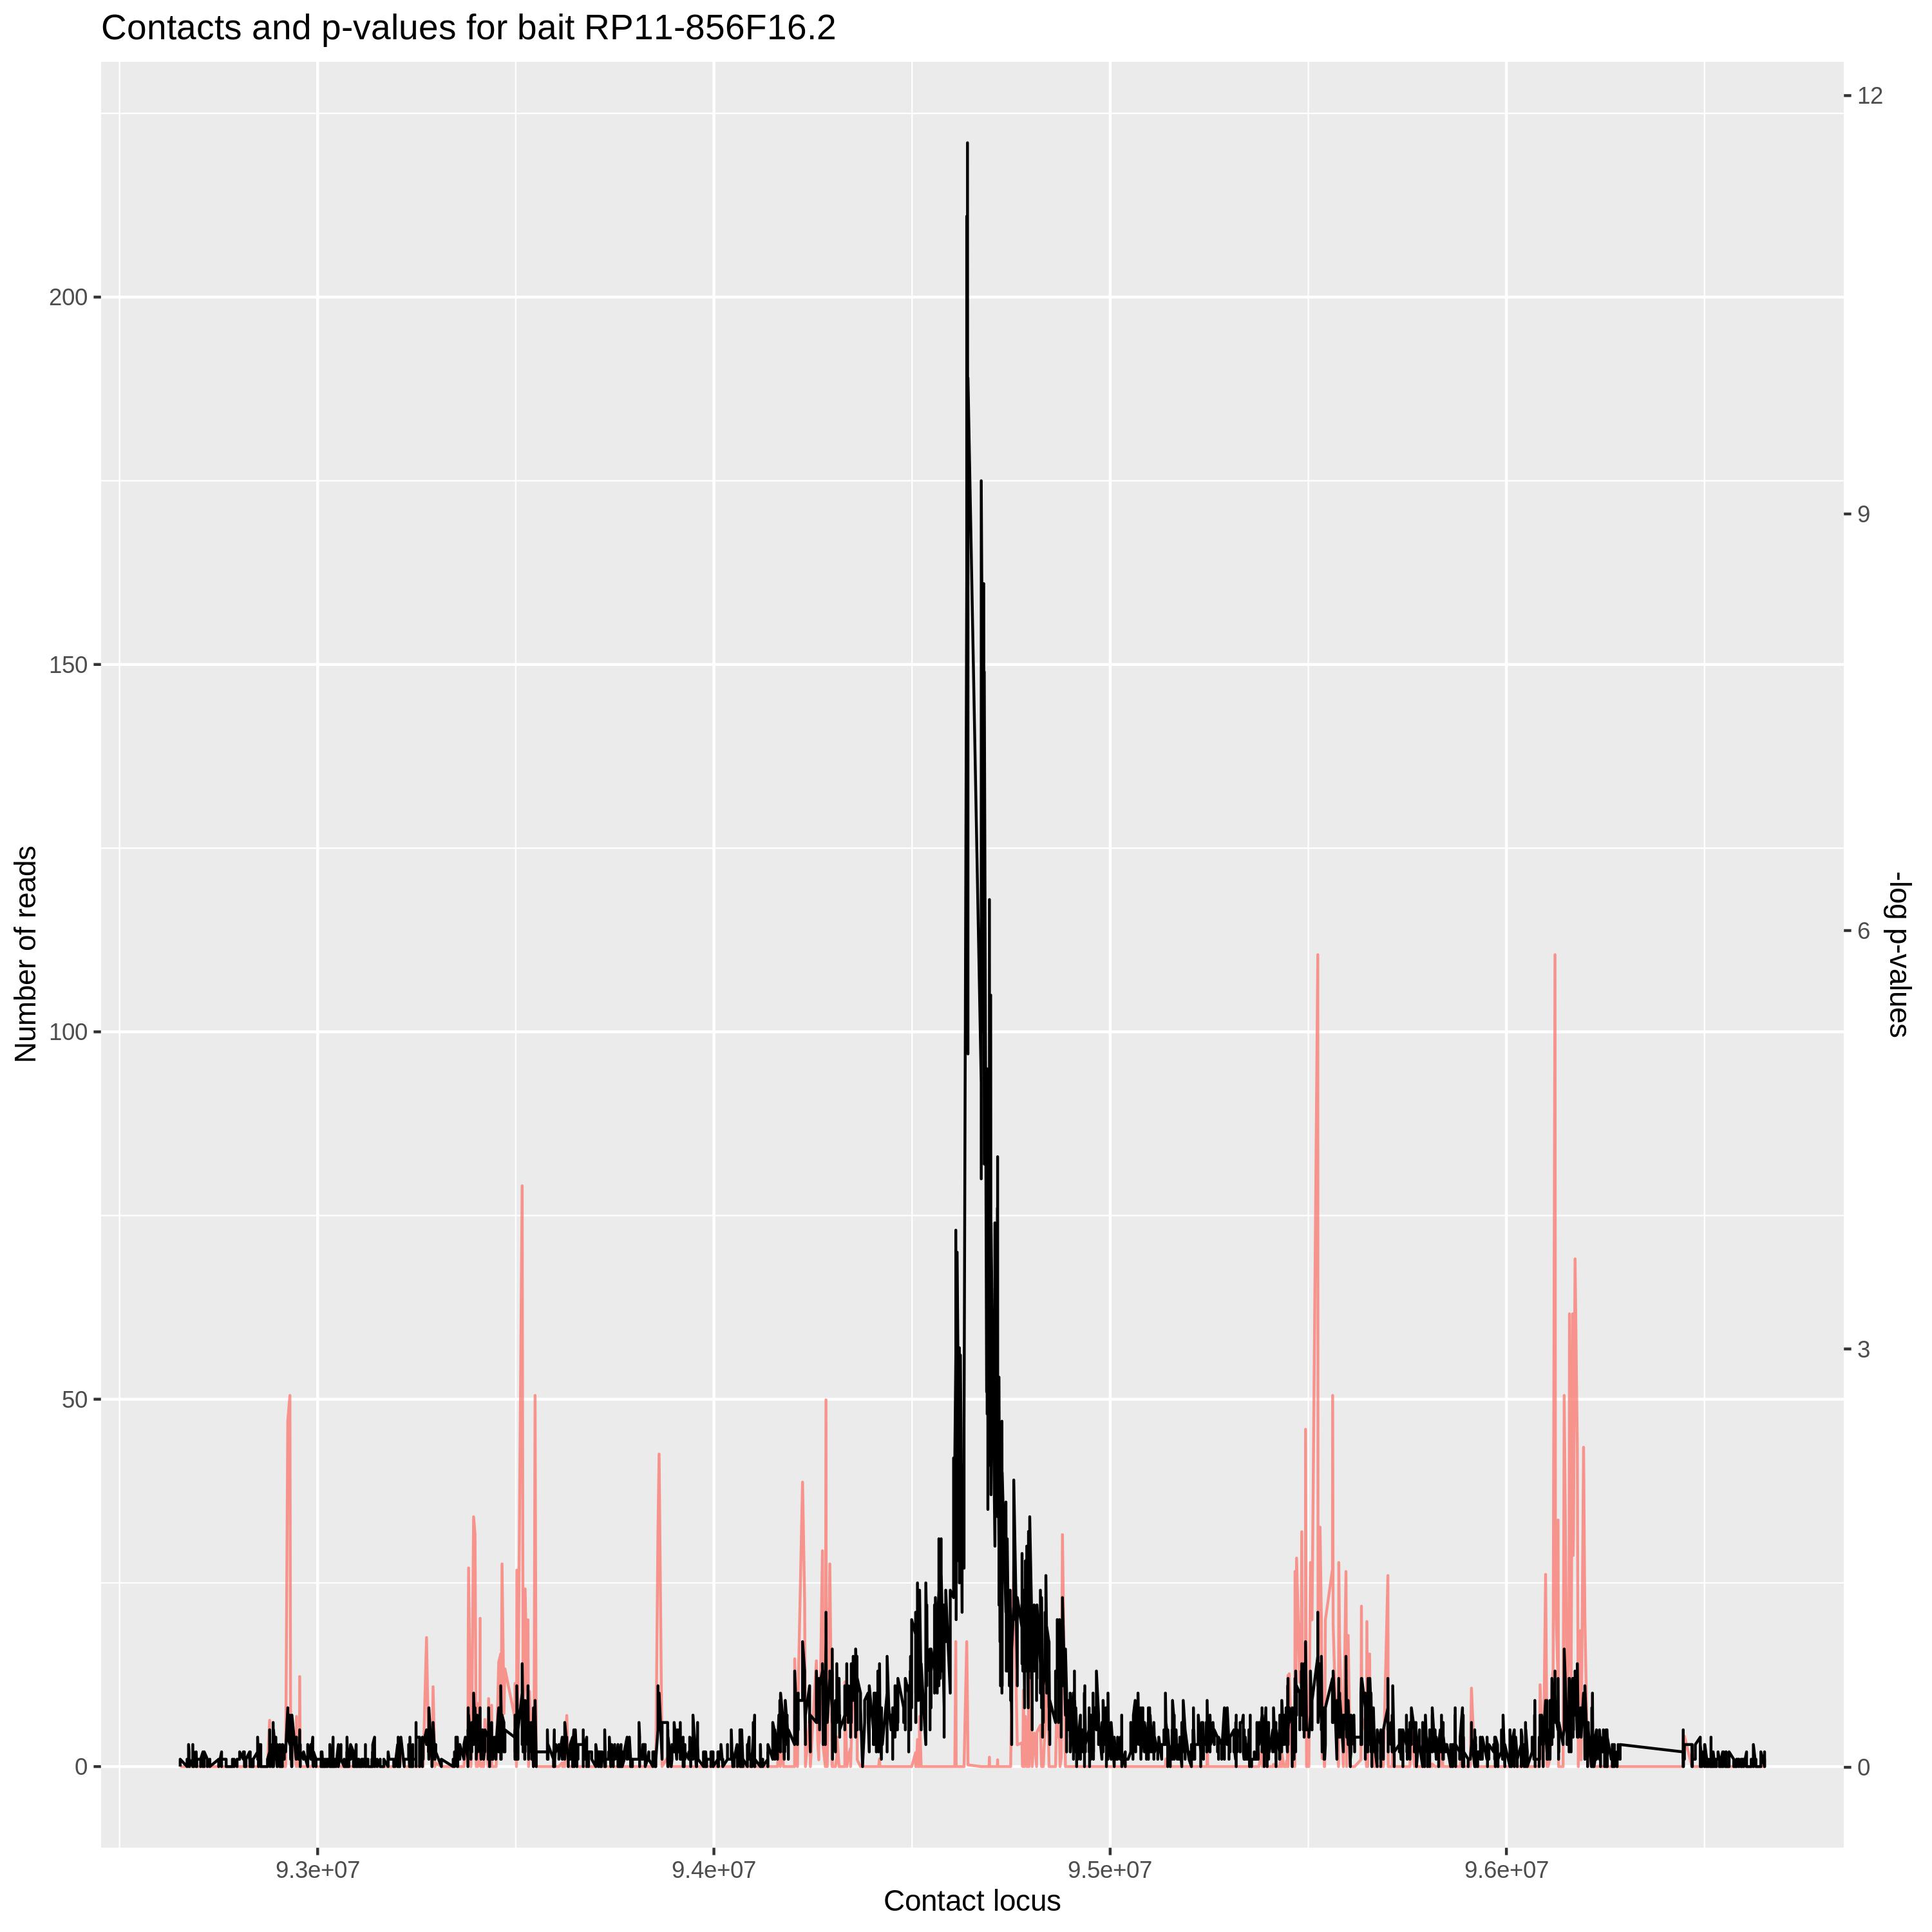 Contacts and p-values for bait RP11-856F16.2
12
200
9
150
Number of reads
6
-log p-values
100
3
50
0
0
9.3e+07
9.4e+07
9.5e+07
9.6e+07
Contact locus